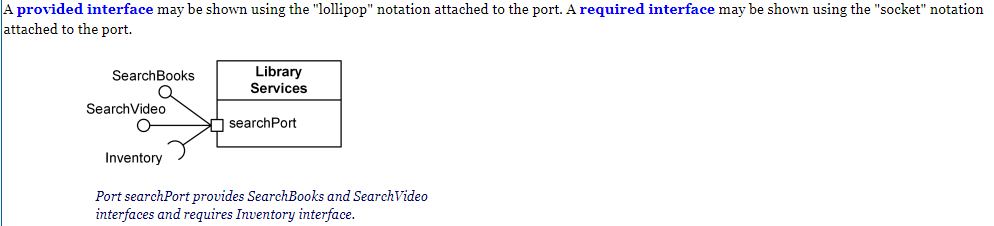 A provided interface may be shown using the "lollipop" notation attached to the port. A required interface may be shown using the "socket" notation
attached to the port.
SearchBooks
Library
Services
SearchVideo
searchPort
Inventory
Port searchPort provides SearchBooks and SearchVideo
interfaces and requires Inventory interface.